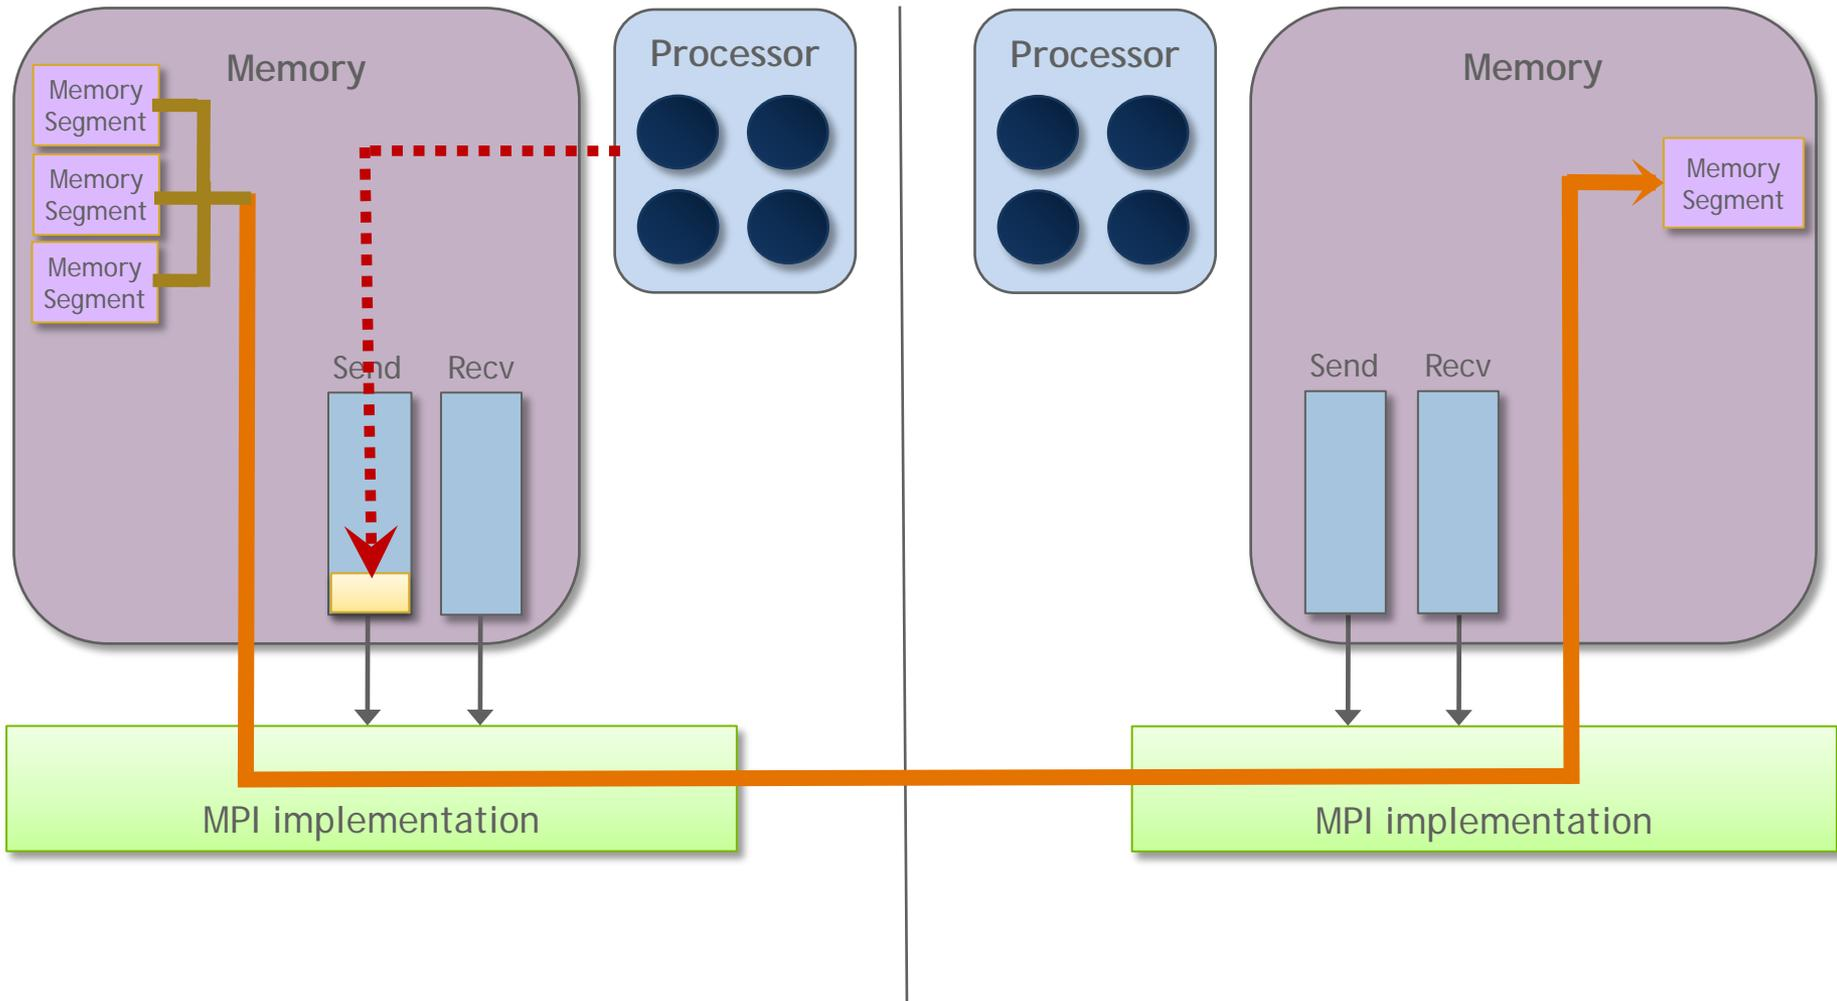 Memory
Processor
Processor
Memory
Memory
Segment
Memory
Segment
Memory
Segment
Memory
Segment
Send
Recv
Send
Recv
MPI implementation
MPI implementation